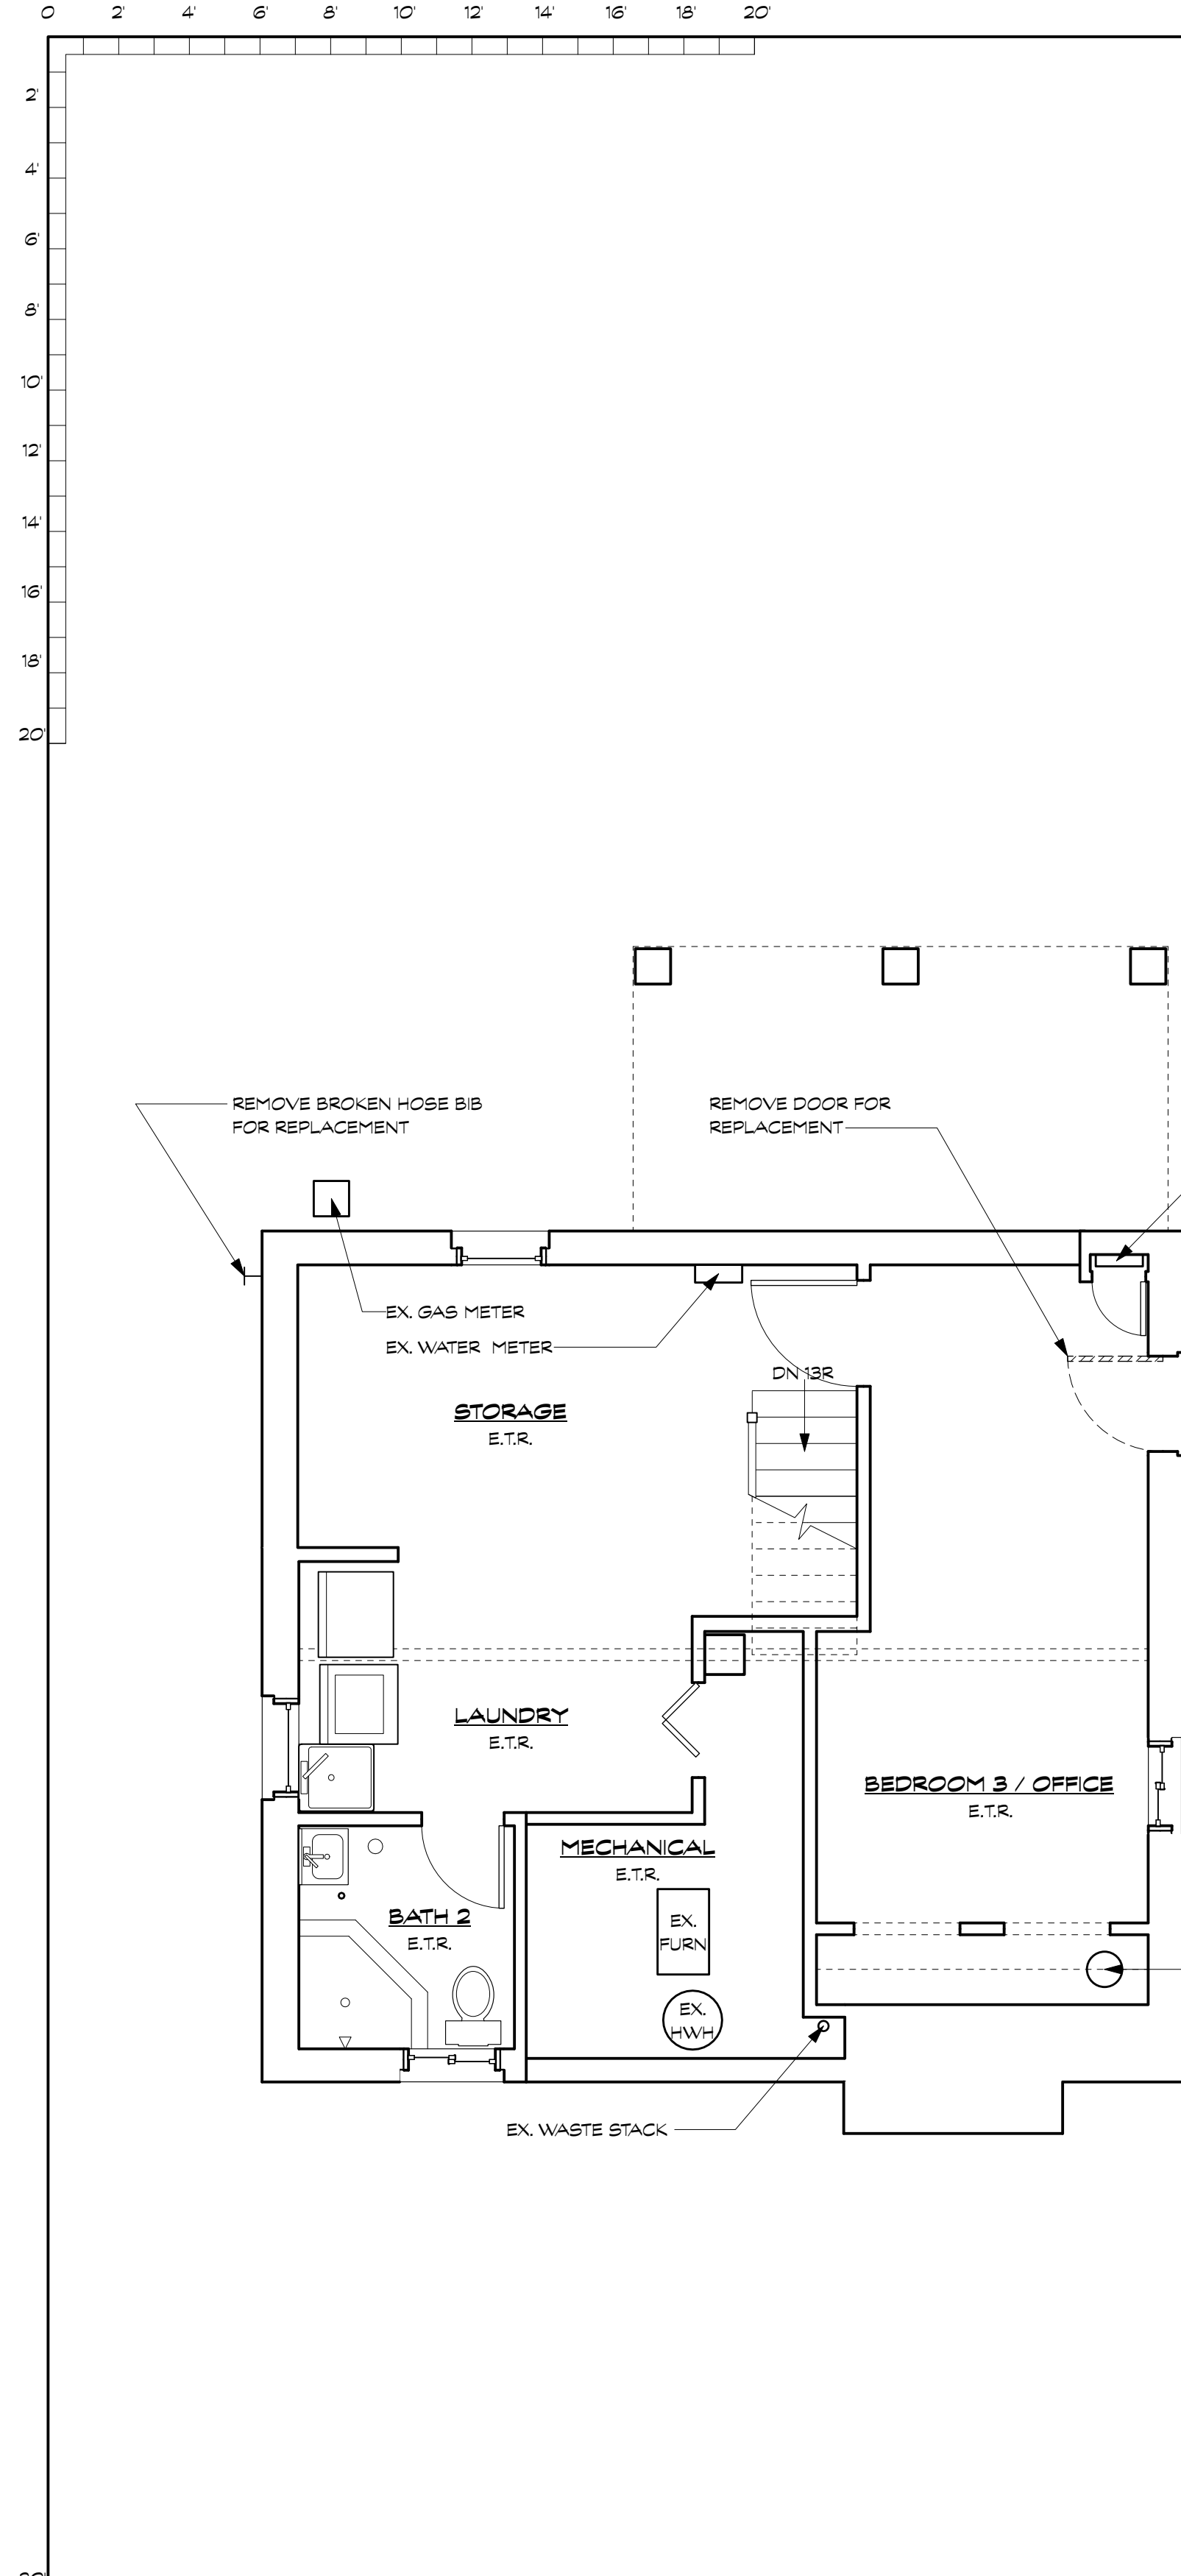 0 2' 4' 6' 8' 10' 12' 14' 16' 18' 20'
2'
4'
6'
8'
10'
12'
14'
16'
18'
20'
REMOVE BROKEN HOSE BIB
FOR REPLACEMENT
REMOVE DOOR FOR
REPLACEMENT
EX. GAS METER
EX. WATER METER
DN 13R
STORAGE
E.T.R.
LAUNDRY
E.T.R.
BEDROOM 3 / OFFICE
E.T.R.
MECHANICAL
E.T.R.
BATH 2
E.T.R.
EX.
FURN
EX.
HWH
EX. WASTE STACK